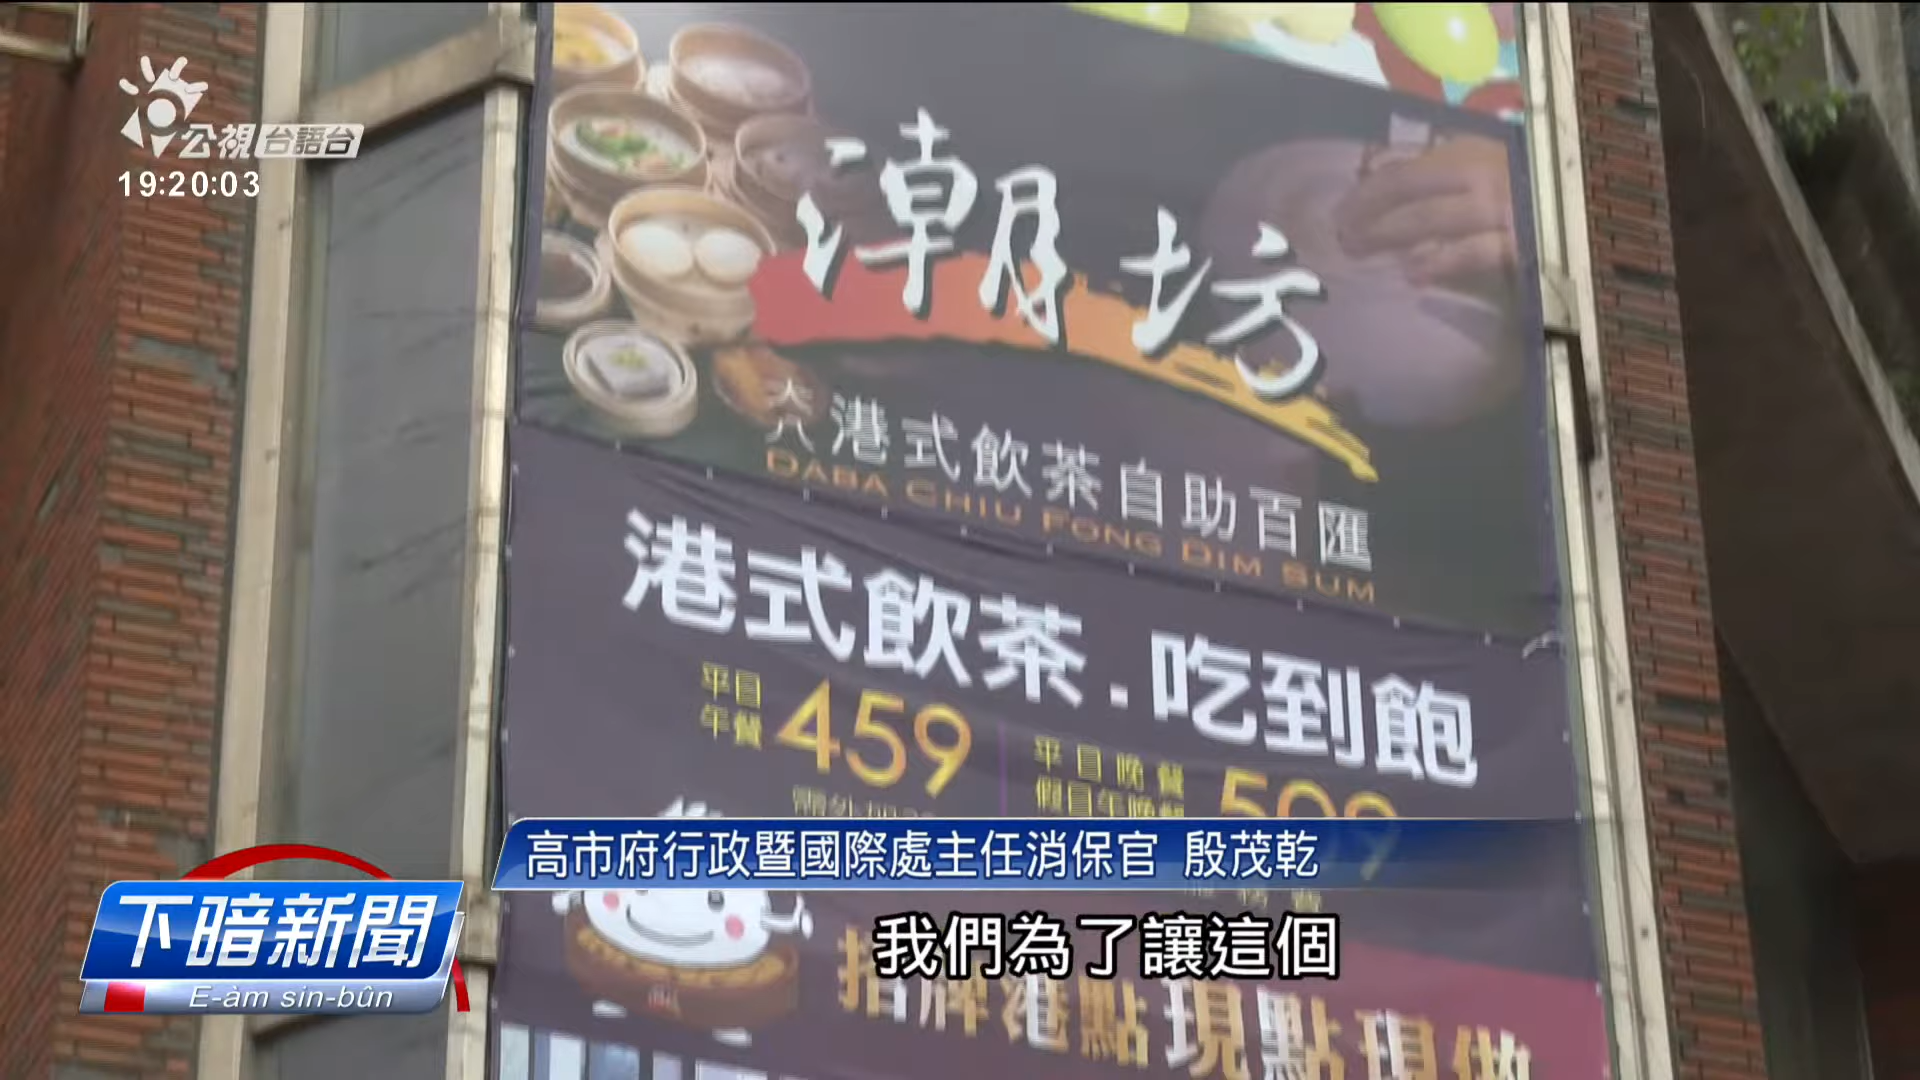 公視台語台
19:20:03
潮坊
大八港式飲茶自助百匯
DABA CHIU FONG DIM SUM
港式飲茶.吃到飽
平日午餐 459
平日晚餐
假日午晚餐
高市府行政暨國際處主任消保官 殷茂乾
我們為了讓這個
下暗新聞
E-àm sin-bûn
招牌港點現點現做